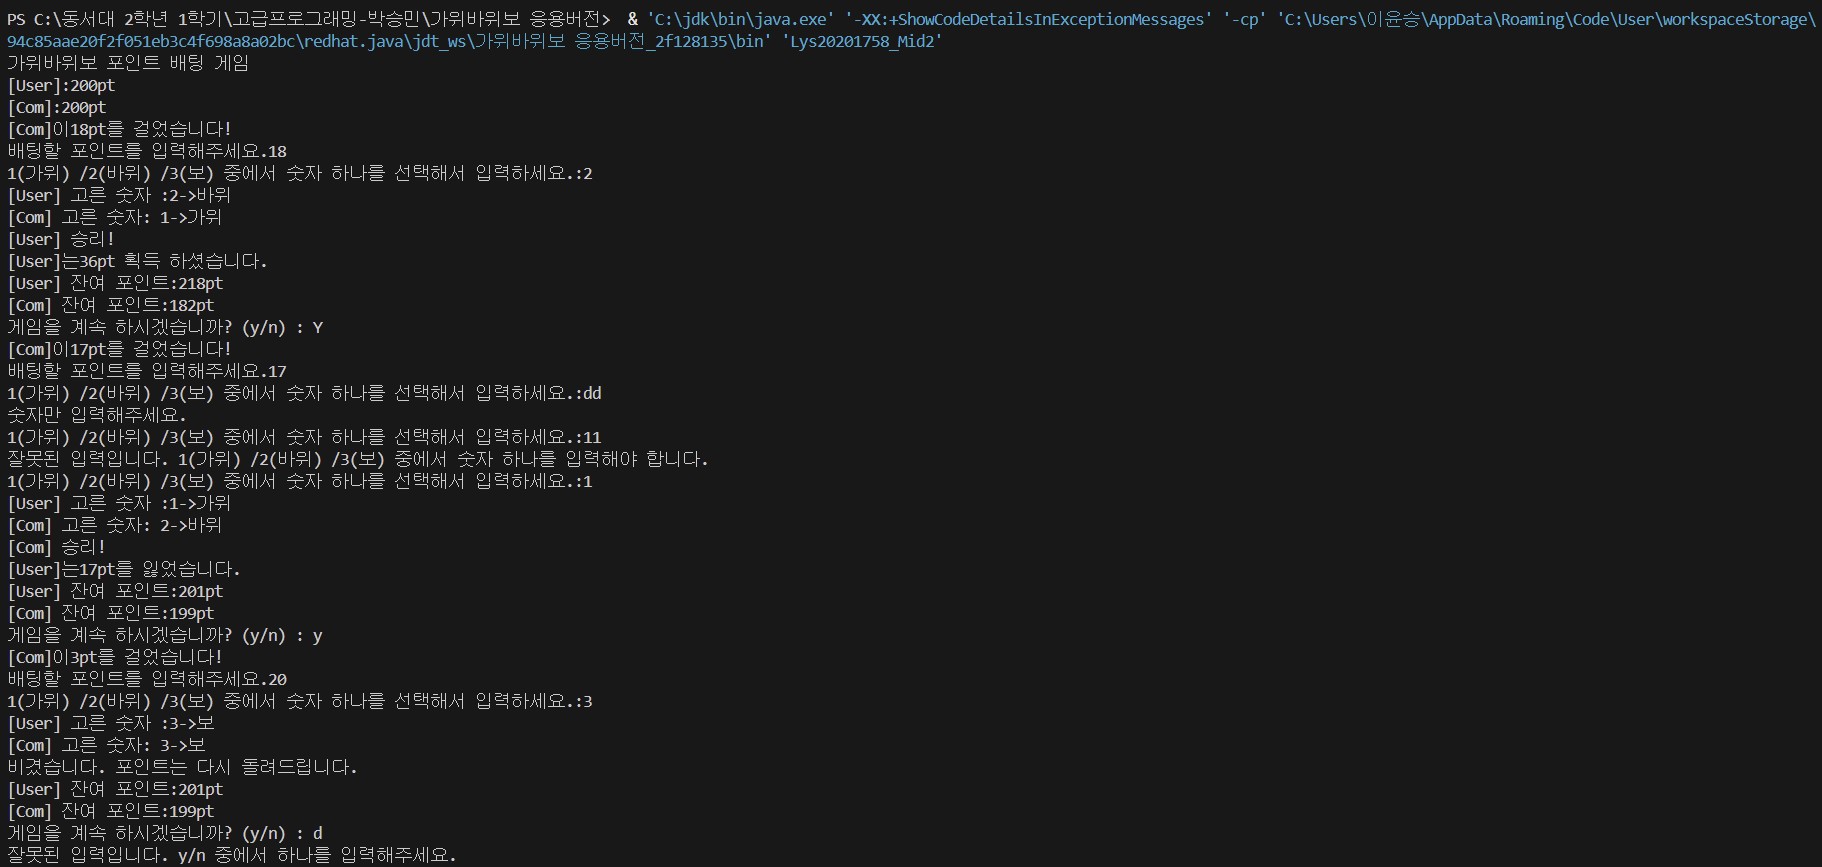 PS C:\동서대 2학년 1학기\고급프로그래밍-박승민\가위바위보 응용버전>  & 'C:\jdk\bin\java.exe' '-XX:+ShowCodeDetailsInExceptionMessages' '-cp' 'C:\Users\이윤승\AppData\Roaming\Code\User\workspaceStorage\
94c85aae20f2f051eb3c4f698a8a02bc\redhat.java\jdt_ws\가위바위보 응용버전_2f128135\bin' 'Lys20201758_Mid2'
가위바위보 포인트 배팅 게임
[User]:200pt
[Com]:200pt
[Com]이18pt를 걸었습니다!
배팅할 포인트를 입력해주세요.18
1(가위) /2(바위) /3(보) 중에서 숫자 하나를 선택해서 입력하세요.:2
[User] 고른 숫자 :2->바위
[Com] 고른 숫자: 1->가위
[User] 승리!
[User]는36pt 획득 하셨습니다.
[User] 잔여 포인트:218pt
[Com] 잔여 포인트:182pt
게임을 계속 하시겠습니까? (y/n) : Y
[Com]이17pt를 걸었습니다!
배팅할 포인트를 입력해주세요.17
1(가위) /2(바위) /3(보) 중에서 숫자 하나를 선택해서 입력하세요.:dd
숫자만 입력해주세요.
1(가위) /2(바위) /3(보) 중에서 숫자 하나를 선택해서 입력하세요.:11
잘못된 입력입니다. 1(가위) /2(바위) /3(보) 중에서 숫자 하나를 입력해야 합니다.
1(가위) /2(바위) /3(보) 중에서 숫자 하나를 선택해서 입력하세요.:1
[User] 고른 숫자 :1->가위
[Com] 고른 숫자: 2->바위
[Com] 승리!
[User]는17pt를 잃었습니다.
[User] 잔여 포인트:201pt
[Com] 잔여 포인트:199pt
게임을 계속 하시겠습니까? (y/n) : y
[Com]이3pt를 걸었습니다!
배팅할 포인트를 입력해주세요.20
1(가위) /2(바위) /3(보) 중에서 숫자 하나를 선택해서 입력하세요.:3
[User] 고른 숫자 :3->보
[Com] 고른 숫자: 3->보
비겼습니다. 포인트는 다시 돌려드립니다.
[User] 잔여 포인트:201pt
[Com] 잔여 포인트:199pt
게임을 계속 하시겠습니까? (y/n) : d
잘못된 입력입니다. y/n 중에서 하나를 입력해주세요.